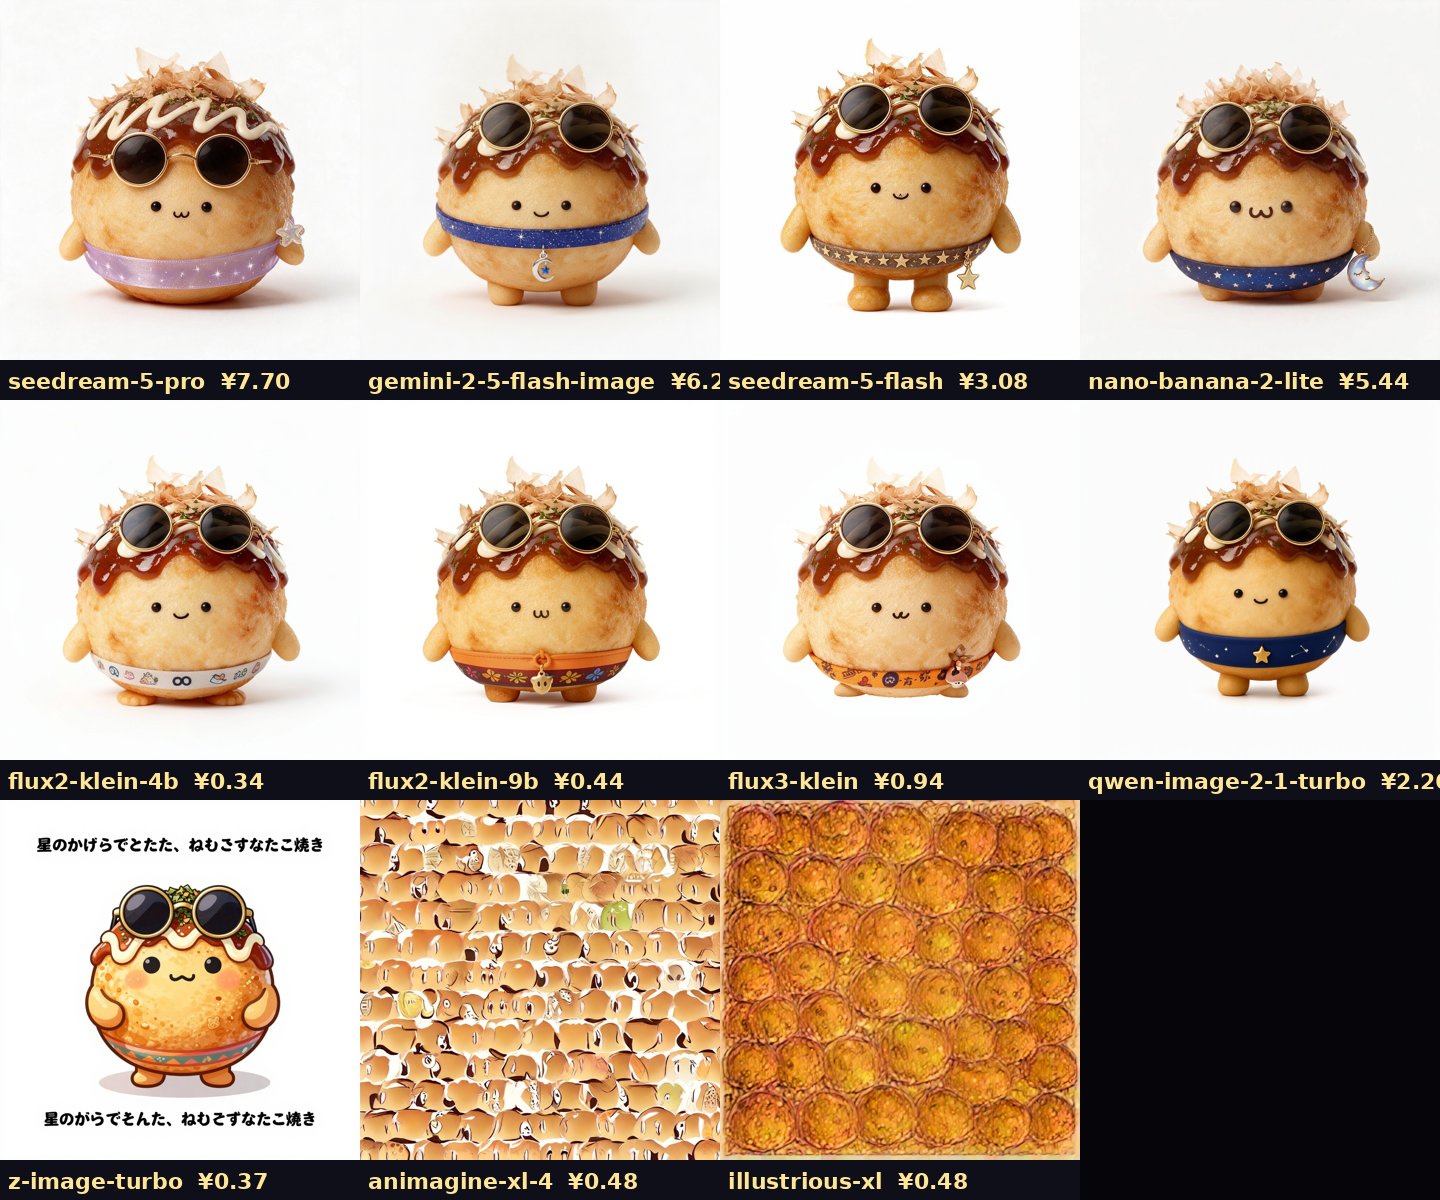 seedream-5-pro ¥7.70
gemini-2-5-flash-image ¥6.2
seedream-5-flash ¥3.08
nano-banana-2-lite ¥5.44
flux2-klein-4b ¥0.34
flux2-klein-9b ¥0.44
flux3-klein ¥0.94
qwen-image-2-1-turbo ¥2.20
星のかげらでとたた、ねむさすなたこ焼き
星のがらでそんた、ねむさずなたこ焼き
z-image-turbo ¥0.37
animagine-xl-4 ¥0.48
illustrious-xl ¥0.48